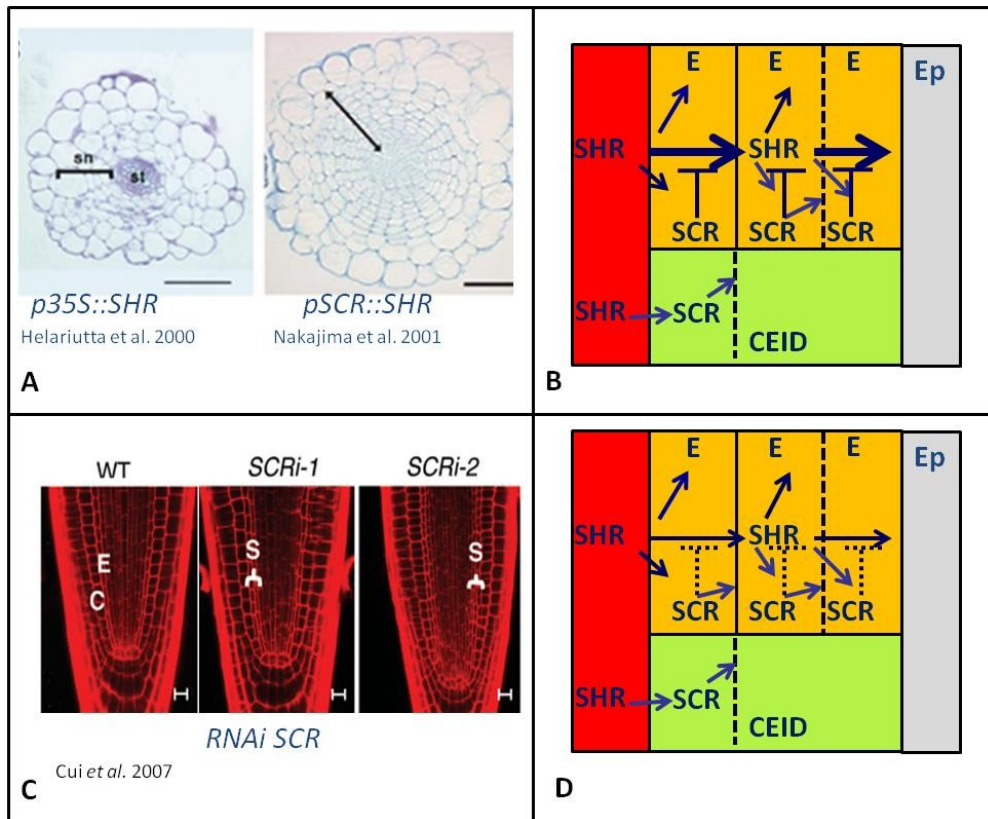 sn
st
p35S::SHR
pSCR::SHR
Helariutta et al. 2000
Nakajima et al. 2001
A
E
E
E
Ep
SHR
SHR
SCR
SCR
SCR
SHR
SCR
CEID
B
WT
SCRi-1
SCRi-2
E
C
S
S
RNAi SCR
Cui et al. 2007
C
E
E
E
Ep
SHR
SHR
SCR
SCR
SCR
SHR
SCR
CEID
D